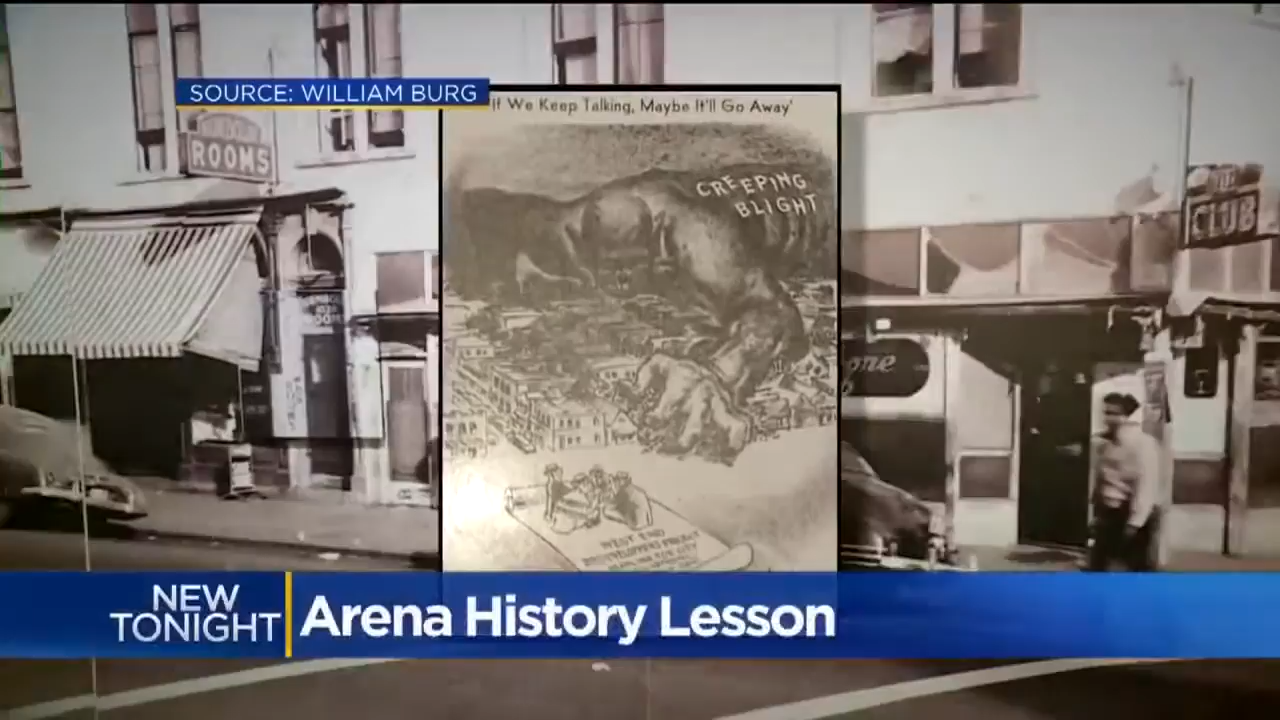 SOURCE: WILLIAM BURG
If We Keep Talking, Maybe It'll Go Away'
ROOMS
CREEPING
BLIGHT
CLUB
WEST END
NEW
TONIGHT
Arena History Lesson